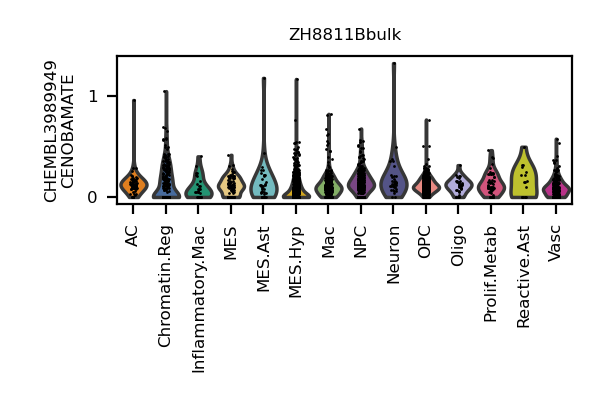 ZH8811Bbulk
CHEMBL3989949
CENOBAMATE
1
0
AC
Chromatin.Reg
Inflammatory.Mac
MES
MES.Ast
MES.Hyp
Mac
NPC
Neuron
OPC
Oligo
Prolif.Metab
Reactive.Ast
Vasc